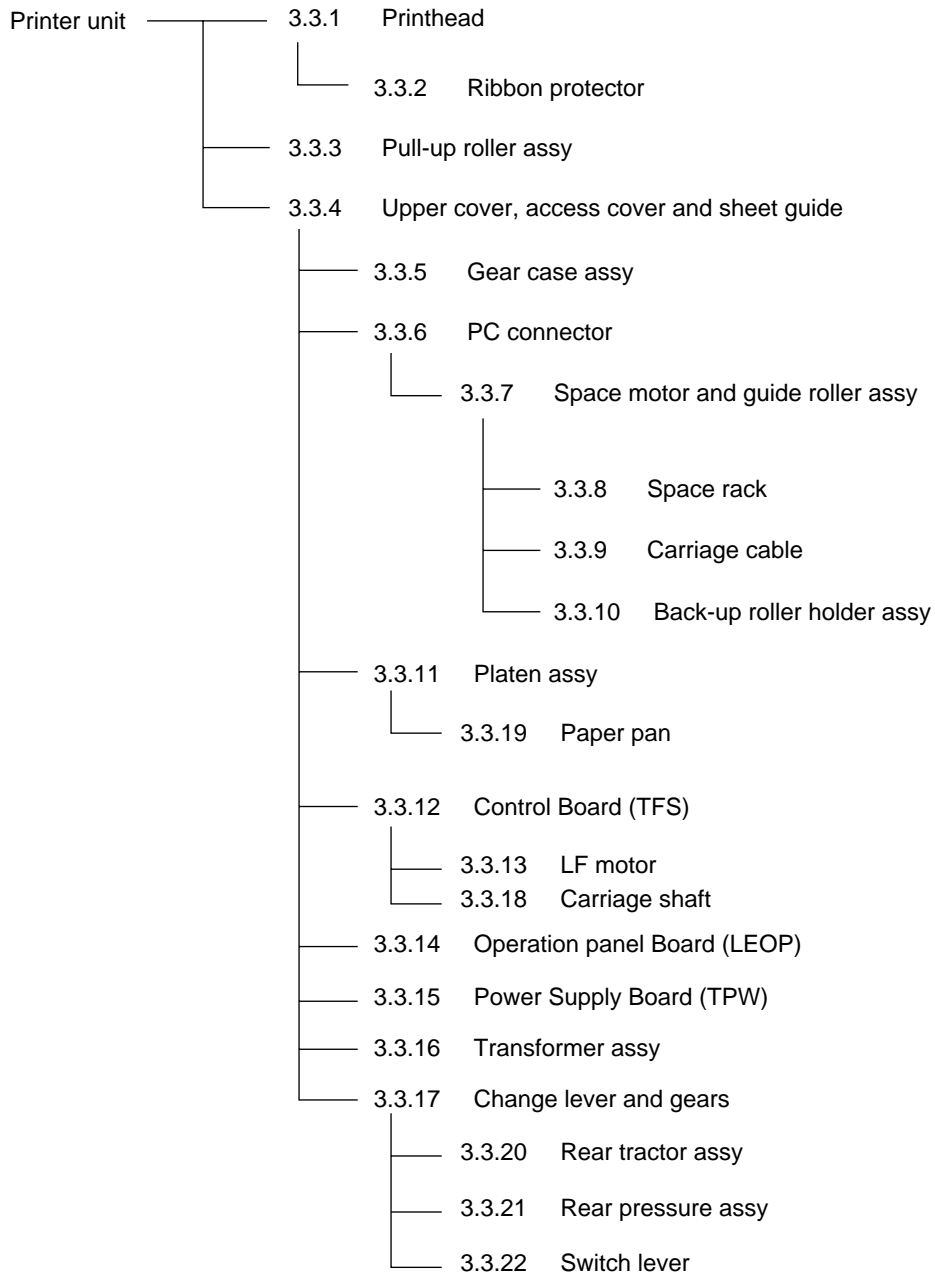 Printer unit 3.3.1 Printhead
3.3.2 Ribbon protector
3.3.3 Pull-up roller assy
3.3.4 Upper cover, access cover and sheet guide
3.3.5 Gear case assy
3.3.6 PC connector
3.3.7 Space motor and guide roller assy
3.3.8 Space rack
3.3.9 Carriage cable
3.3.10 Back-up roller holder assy
3.3.11 Platen assy
3.3.19 Paper pan
3.3.12 Control Board (TFS)
3.3.13 LF motor
3.3.18 Carriage shaft
3.3.14 Operation panel Board (LEOP)
3.3.15 Power Supply Board (TPW)
3.3.16 Transformer assy
3.3.17 Change lever and gears
3.3.20 Rear tractor assy
3.3.21 Rear pressure assy
3.3.22 Switch lever